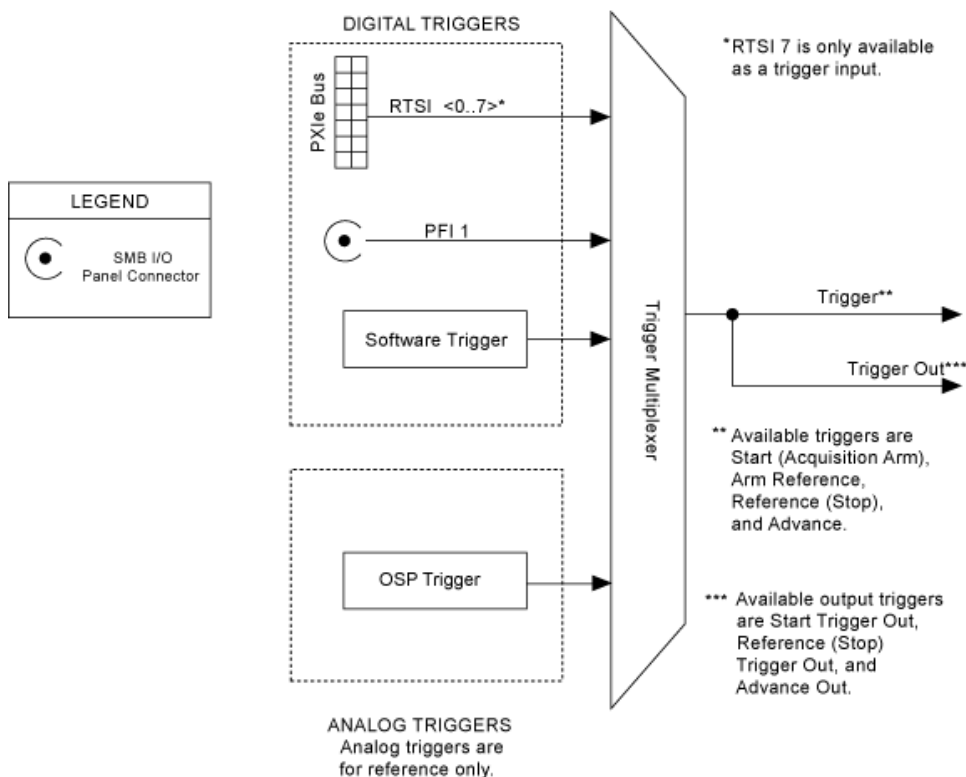 DIGITAL TRIGGERS
PXIe Bus
RTSI <0..7>*
PFI 1
Software Trigger
LEGEND
SMB I/O
Panel Connector
OSP Trigger
ANALOG TRIGGERS
Analog triggers are
for reference only.
Trigger Multiplexer
*RTSI 7 is only available
as a trigger input.
Trigger**
Trigger Out***
** Available triggers are
Start (Acquisition Arm),
Arm Reference,
Reference (Stop),
and Advance.
*** Available output triggers
are Start Trigger Out,
Reference (Stop)
Trigger Out, and
Advance Out.